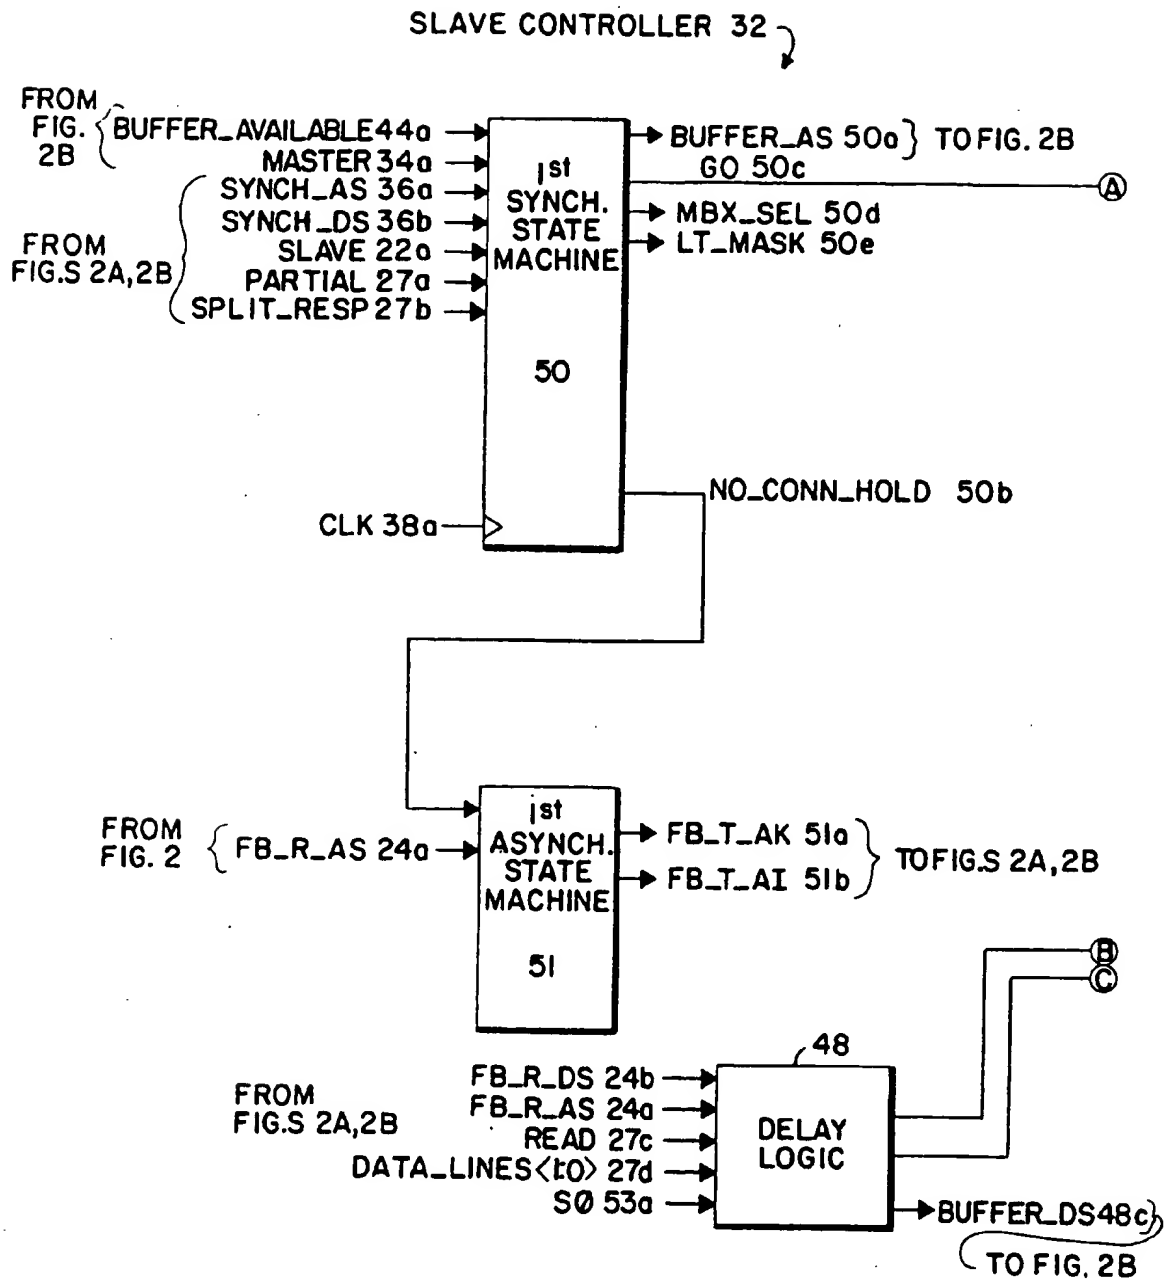 SLAVE CONTROLLER 32
FROM
FIG.
2B
BUFFER_AVAILABLE 44a
MASTER 34a
SYNCH_AS 36a
SYNCH_DS 36b
SLAVE 22a
PARTIAL 27a
SPLIT_RESP 27b
FROM
FIG.S 2A,2B
1st
SYNCH.
STATE
MACHINE
50
BUFFER_AS 50a
TO FIG. 2B
GO 50c
A
MBX_SEL 50d
LT_MASK 50e
NO_CONN_HOLD 50b
CLK 38a
FROM
FIG. 2
FB_R_AS 24a
1st
ASYNCH.
STATE
MACHINE
51
FB_T_AK 51a
FB_T_AI 51b
TO FIG.S 2A,2B
B
C
48
FROM
FIG.S 2A,2B
FB_R_DS 24b
FB_R_AS 24a
READ 27c
DATA_LINES<1:0> 27d
SØ 53a
DELAY
LOGIC
BUFFER_DS 48c
TO FIG. 2B